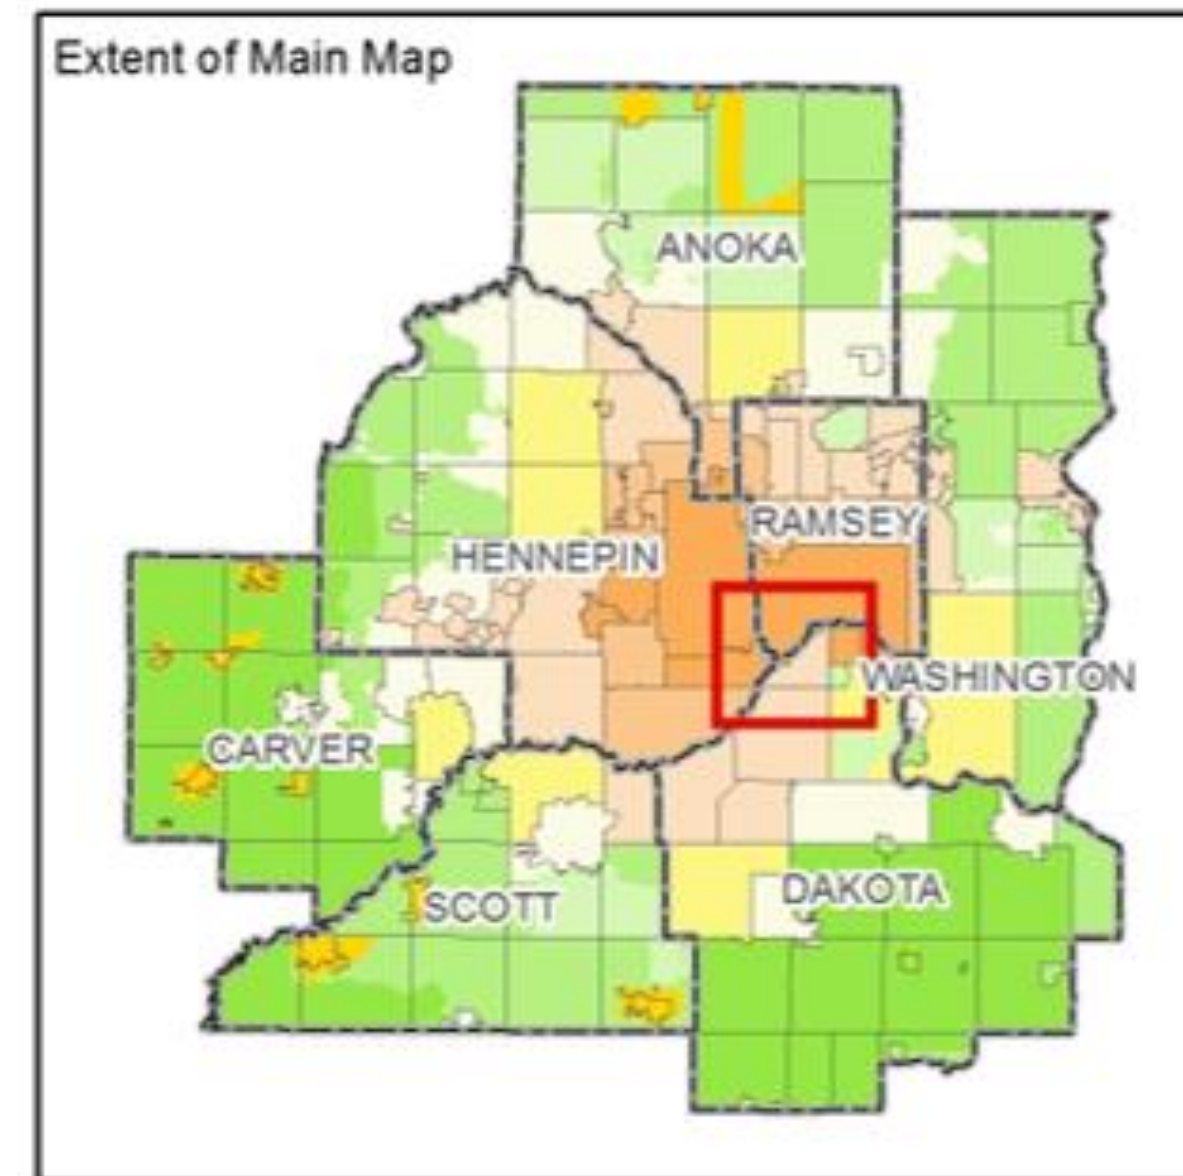 Extent of Main Map
ANOKA
RAMSEY
HENNEPIN
WASHINGTON
CARVER
DAKOTA
SCOTT